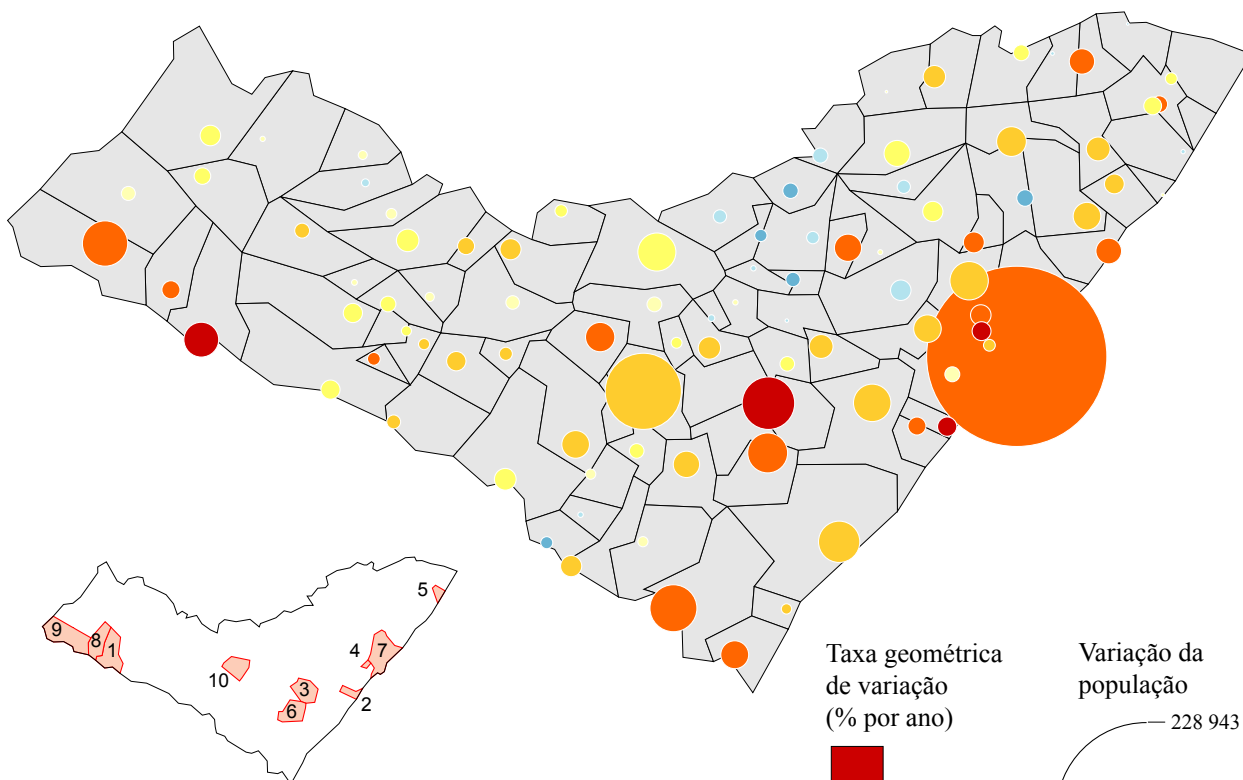 5
9
8
1
7
4
10
3
6
2
Taxa geométrica
de variação
(% por ano)
Variação da
população
228 943